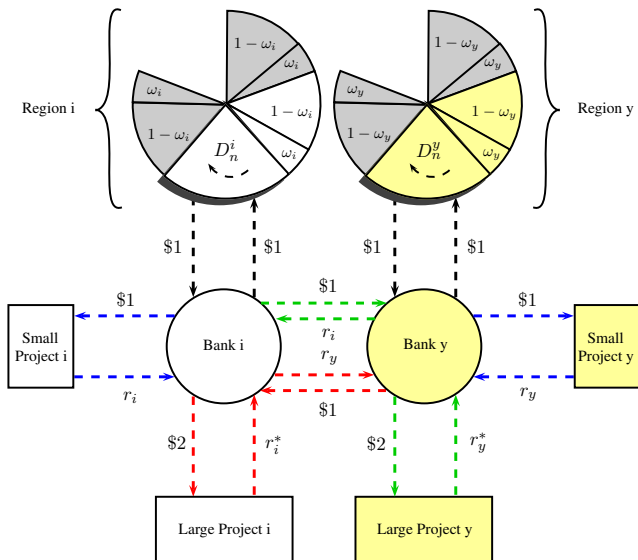 1 − ω_i
1 − ω_y
ω_i
ω_y
ω_i
ω_y
Region i
1 − ω_i
1 − ω_y
Region y
1 − ω_i
1 − ω_y
D_n^i
D_n^y
ω_i
ω_y
$1
$1
$1
$1
$1
$1
$1
r_i
Small
Project i
Bank i
Bank y
Small
Project y
r_y
r_i
r_y
$1
$2
r_i^*
$2
r_y^*
Large Project i
Large Project y